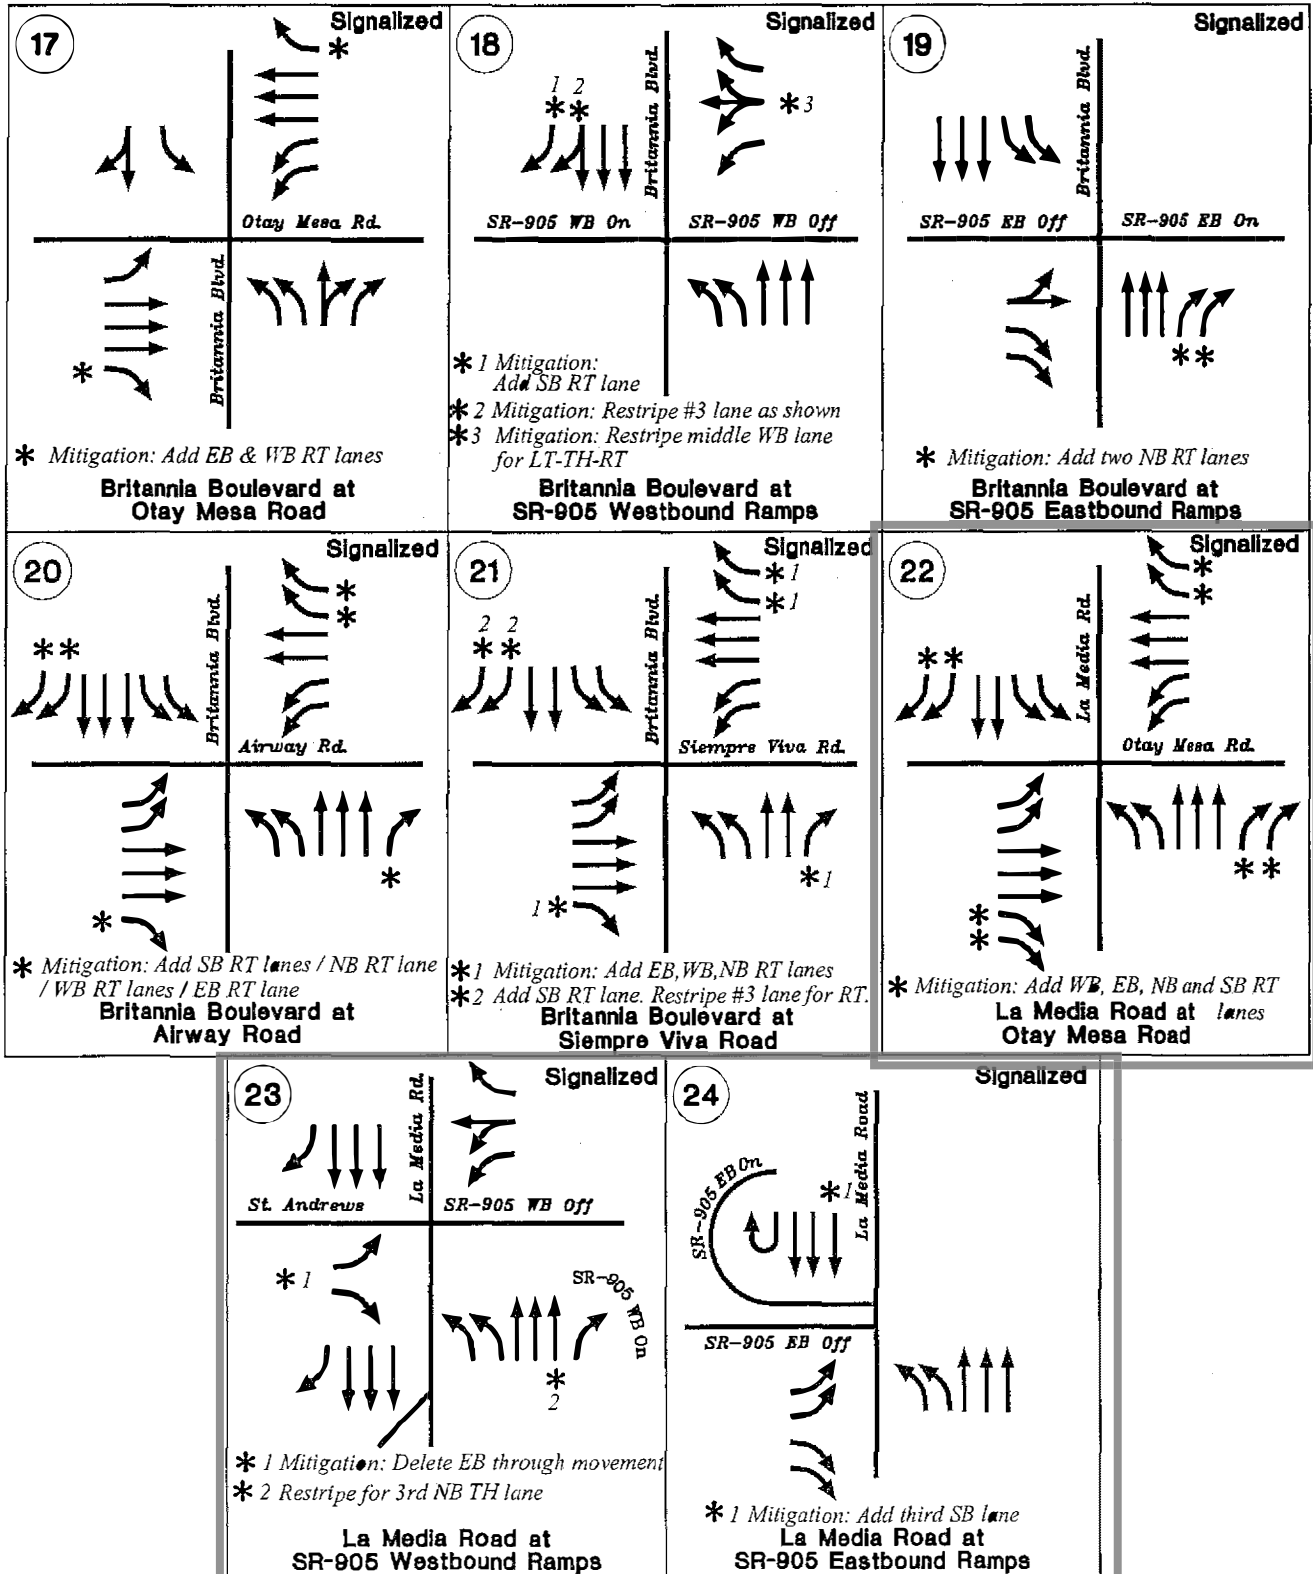 17
Signalized
*
Otay Mesa Rd.
Britannia Blvd.
*
* Mitigation: Add EB & WB RT lanes
Britannia Boulevard at
Otay Mesa Road
18
Signalized
1 2
* *
Britannia Blvd.
* 3
SR-905 WB On
SR-905 WB Off
* 1 Mitigation:
Add SB RT lane
* 2 Mitigation: Restripe #3 lane as shown
* 3 Mitigation: Restripe middle WB lane
for LT-TH-RT
Britannia Boulevard at
SR-905 Westbound Ramps
19
Signalized
Britannia Blvd.
SR-905 EB Off
SR-905 EB On
* *
* Mitigation: Add two NB RT lanes
Britannia Boulevard at
SR-905 Eastbound Ramps
20
Signalized
*
*
* *
Britannia Blvd.
Airway Rd.
*
*
* Mitigation: Add SB RT lanes / NB RT lane
/ WB RT lanes / EB RT lane
Britannia Boulevard at
Airway Road
21
Signalized
* 1
* 1
2 2
* *
Britannia Blvd.
Siempre Viva Rd.
* 1
1 *
* 1 Mitigation: Add EB, WB, NB RT lanes
* 2 Add SB RT lane. Restripe #3 lane for RT.
Britannia Boulevard at
Siempre Viva Road
22
Signalized
*
*
* *
La Media Rd.
Otay Mesa Rd.
* *
*
*
* Mitigation: Add WB, EB, NB and SB RT
lanes
La Media Road at
Otay Mesa Road
23
Signalized
La Media Rd.
St. Andrews
SR-905 WB Off
* 1
SR-905 WB On
*
2
* 1 Mitigation: Delete EB through movement
* 2 Restripe for 3rd NB TH lane
La Media Road at
SR-905 Westbound Ramps
24
Signalized
La Media Road
SR-905 EB On
* 1
SR-905 EB Off
* 1 Mitigation: Add third SB lane
La Media Road at
SR-905 Eastbound Ramps